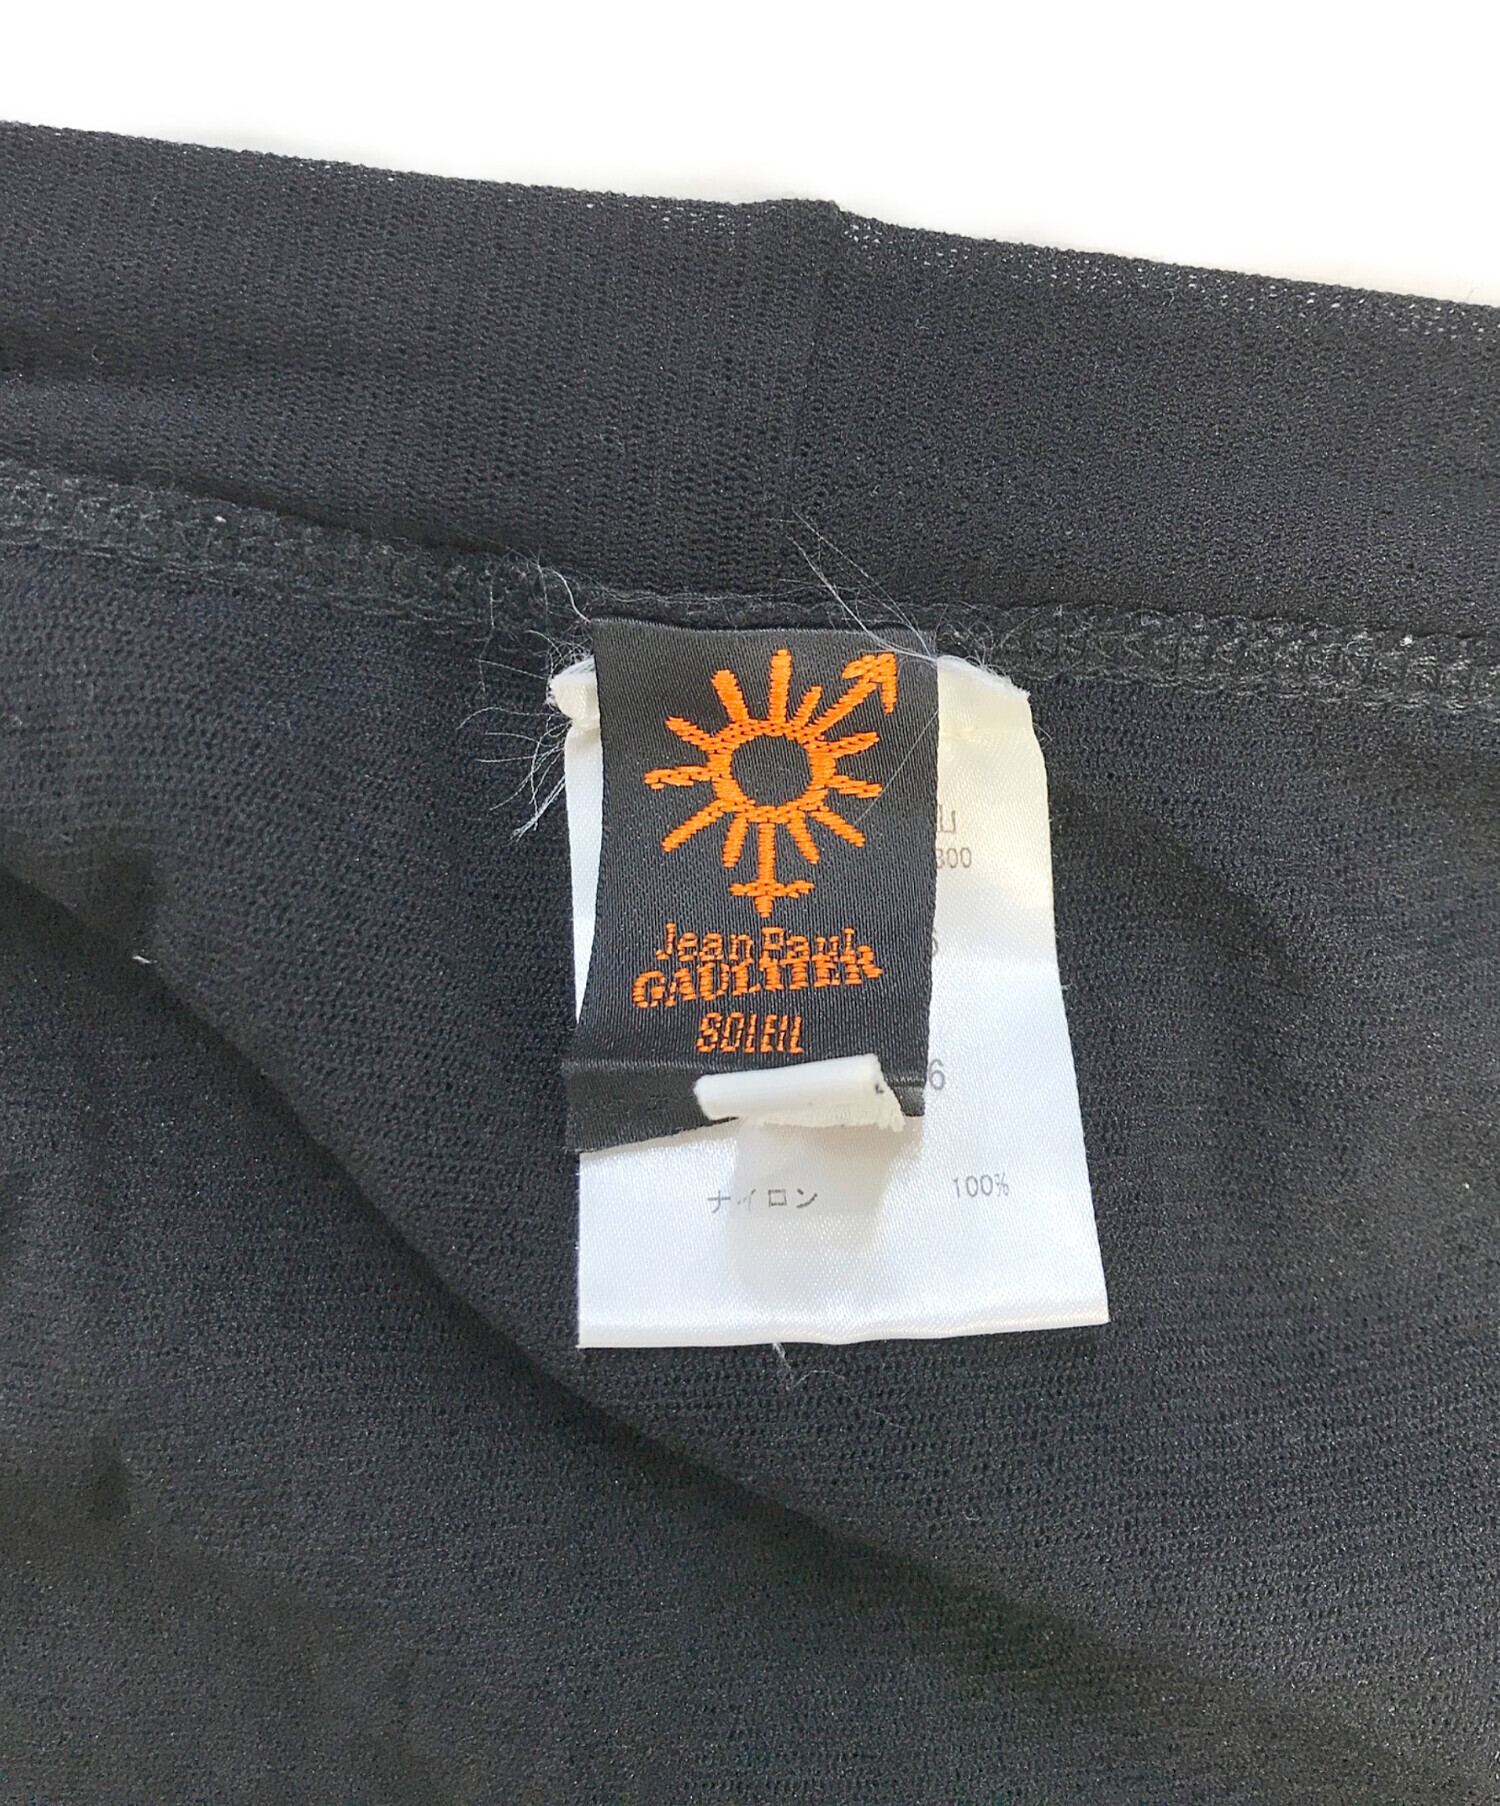 Jean Paul
GAULTIER
SOLEIL
ナイロン 100%